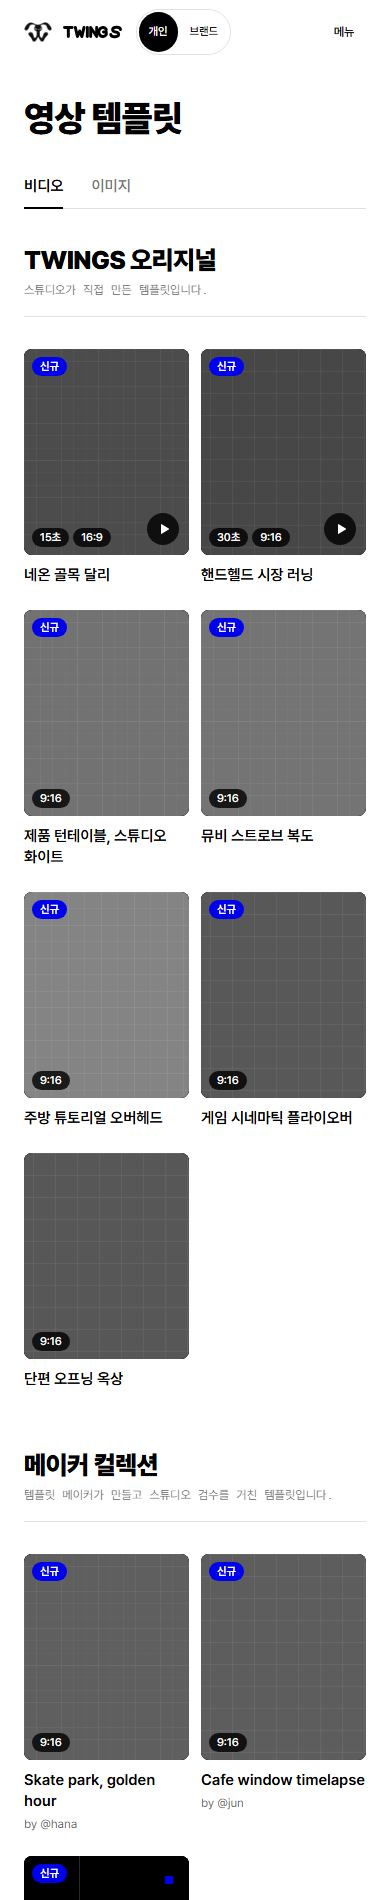 TWINGS 개인 브랜드 메뉴
영상 템플릿
비디오 이미지
TWINGS 오리지널
스튜디오가 직접 만든 템플릿입니다.
신규 신규
15초 16:9 30초 9:16
네온 골목 달리 핸드헬드 시장 러닝
신규 신규
9:16 9:16
제품 턴테이블, 스튜디오 뮤비 스트로브 복도
화이트
신규 신규
9:16 9:16
주방 튜토리얼 오버헤드 게임 시네마틱 플라이오버
9:16
단편 오프닝 옥상
메이커 컬렉션
템플릿 메이커가 만들고 스튜디오 검수를 거친 템플릿입니다.
신규 신규
9:16 9:16
Skate park, golden Cafe window timelapse
hour by @jun
by @hana
신규